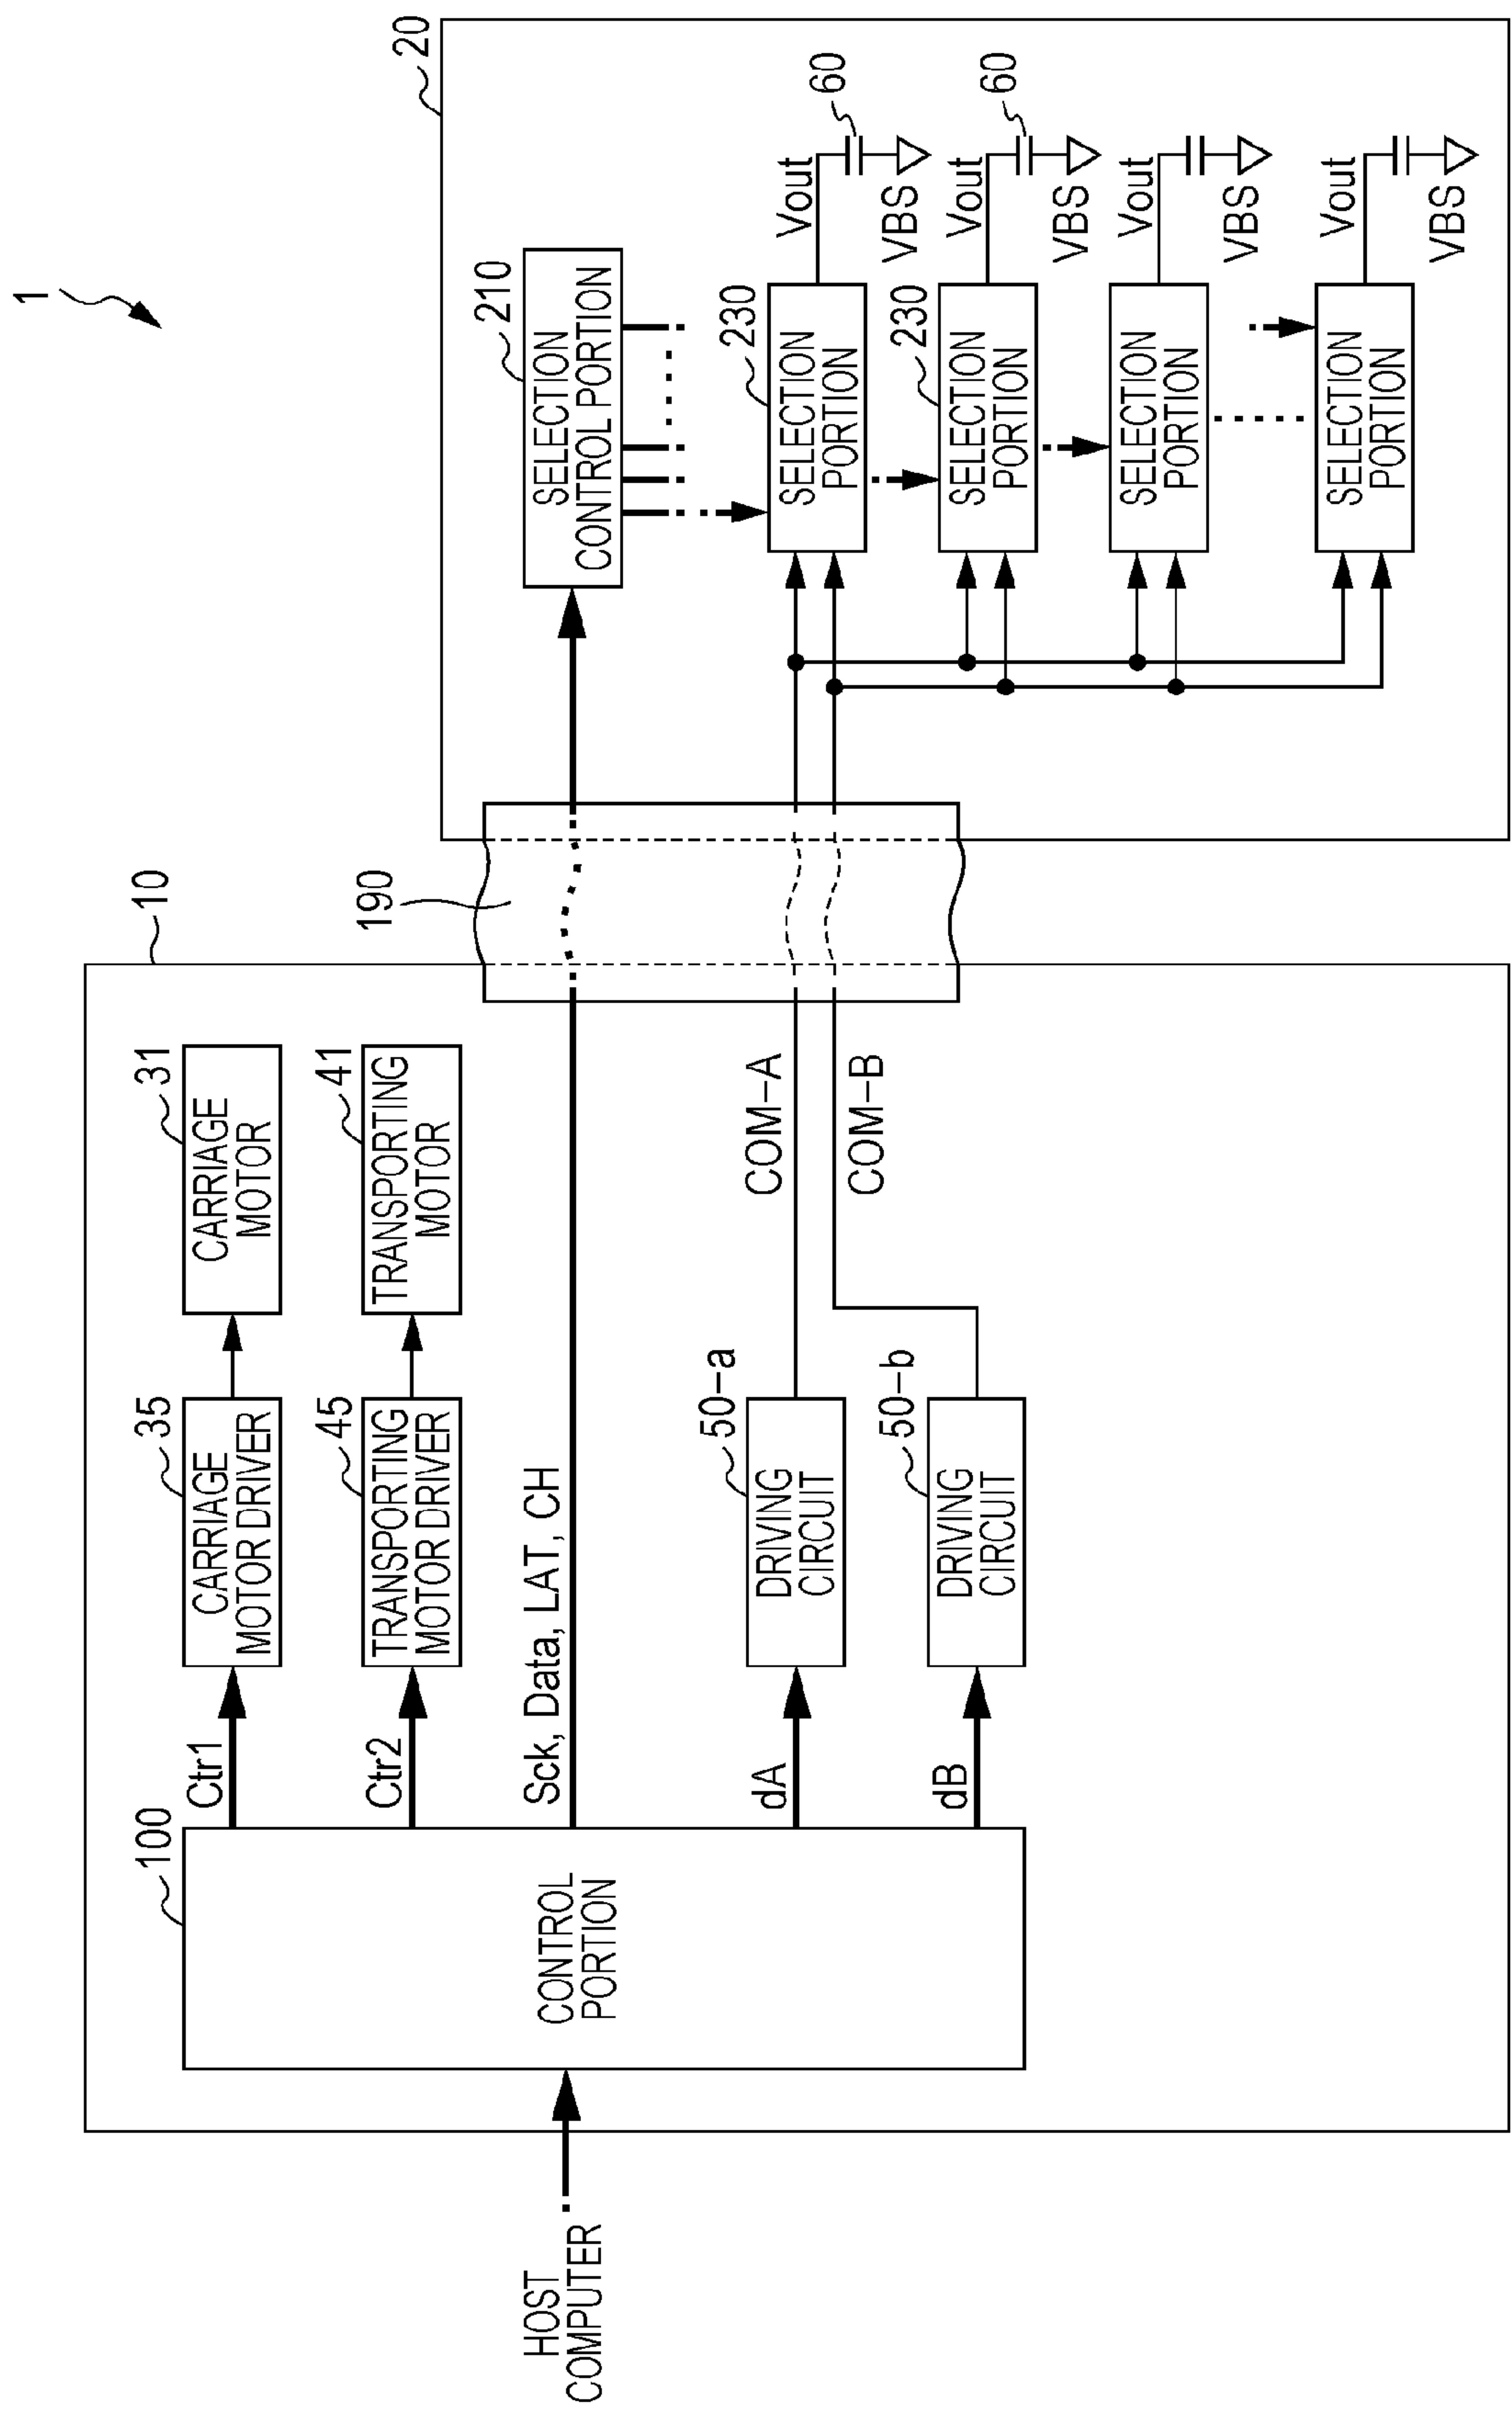 1
10
20
100
Ctr1
35
CARRIAGE
MOTOR DRIVER
31
CARRIAGE
MOTOR
Ctr2
45
TRANSPORTING
MOTOR DRIVER
41
TRANSPORTING
MOTOR
190
HOST
COMPUTER
CONTROL
PORTION
Sck, Data, LAT, CH
210
SELECTION
CONTROL PORTION
dA
50-a
DRIVING
CIRCUIT
COM-A
dB
50-b
DRIVING
CIRCUIT
COM-B
230
SELECTION
PORTION
Vout
60
VBS
230
SELECTION
PORTION
Vout
60
VBS
SELECTION
PORTION
Vout
VBS
SELECTION
PORTION
Vout
VBS